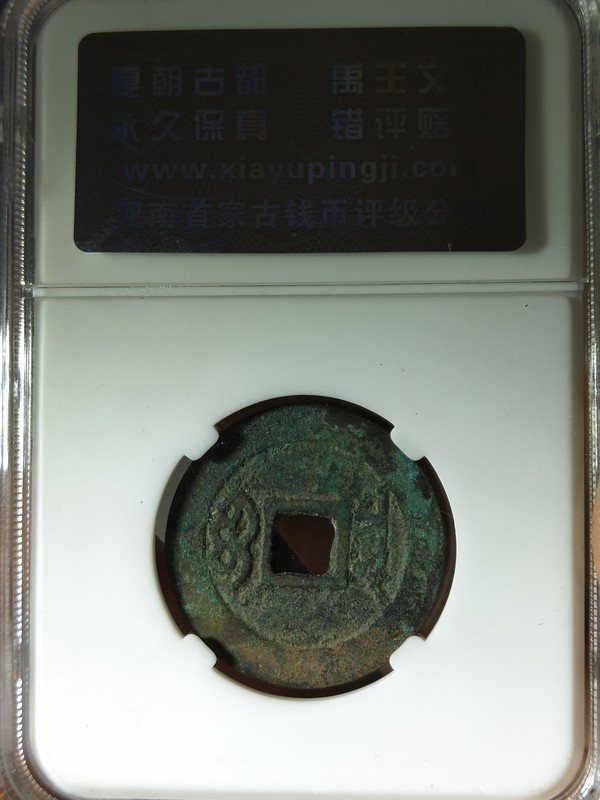 夏朝古都 禹王文
永久保真 错评赔
www.xiayupingji.com
南首家古钱币评级公